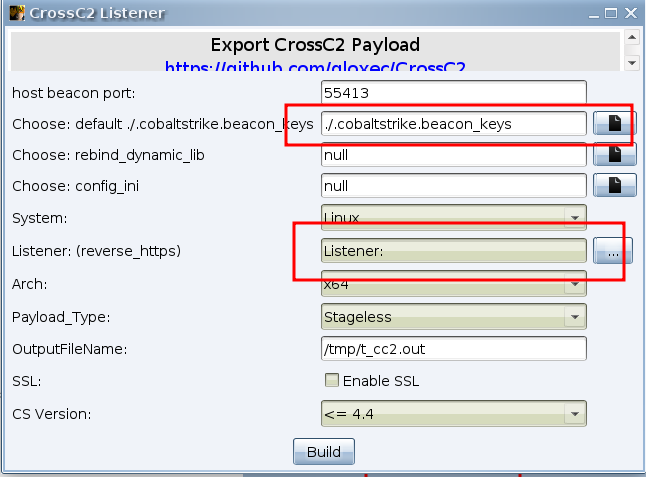 CrossC2 Listener
Export CrossC2 Payload
https://github.com/gloxec/CrossC2
host beacon port: 55413
Choose: default ./.cobaltstrike.beacon_keys ./.cobaltstrike.beacon_keys
Choose: rebind_dynamic_lib null
Choose: config_ini null
System: Linux
Listener: (reverse_https) Listener: ...
Arch: x64
Payload_Type: Stageless
OutputFileName: /tmp/t_cc2.out
SSL: Enable SSL
CS Version: <= 4.4
Build